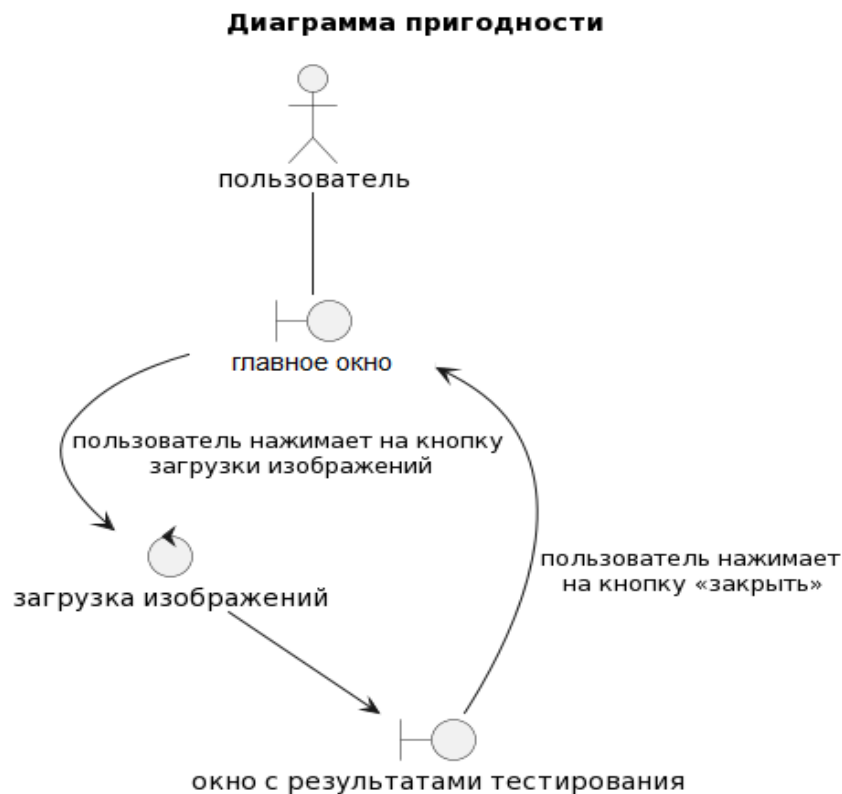 Диаграмма пригодности
пользователь
главное окно
пользователь нажимает на кнопку
загрузки изображений
загрузка изображений
пользователь нажимает
на кнопку «закрыть»
окно с результатами тестирования